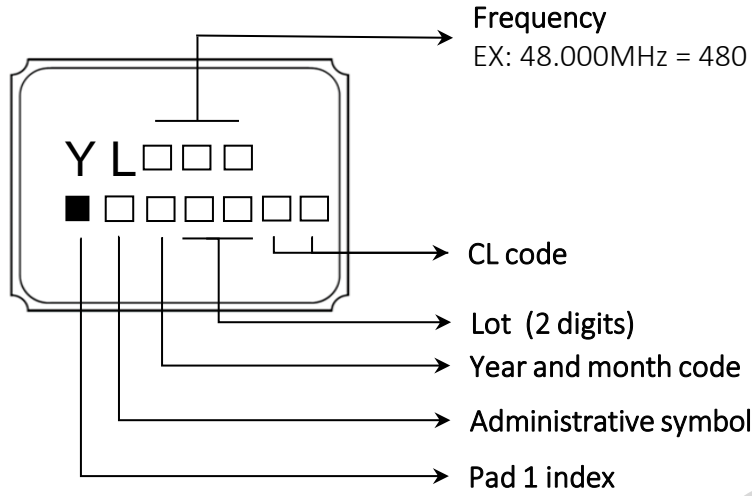 Frequency
EX: 48.000MHz = 480
YL□□□
■□□□□□□
CL code
Lot (2 digits)
Year and month code
Administrative symbol
Pad 1 index